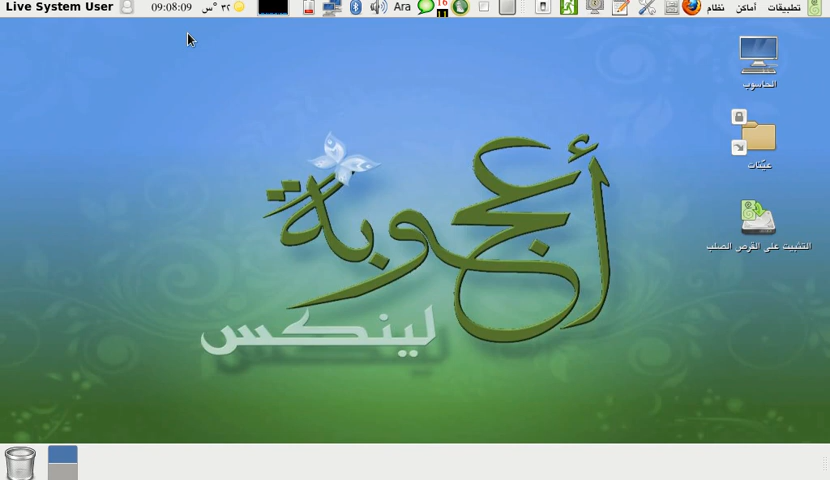 Live System User 09:08:09 ٣٢ °س Ara 16 11 نظام أماكن تطبيقات
الحاسوب
عيّنات
التثبيت على القرص الصلب
أعجوبة
لينكس